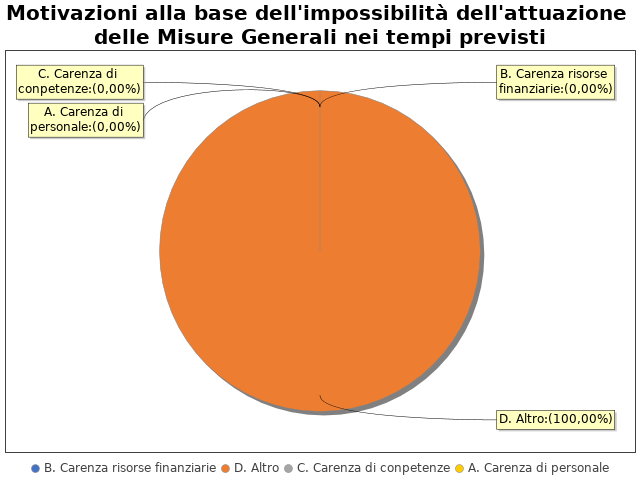 Motivazioni alla base dell'impossibilità dell'attuazione
delle Misure Generali nei tempi previsti
C. Carenza di
conpetenze:(0,00%)
B. Carenza risorse
finanziarie:(0,00%)
A. Carenza di
personale:(0,00%)
D. Altro:(100,00%)
B. Carenza risorse finanziarie D. Altro C. Carenza di conpetenze A. Carenza di personale